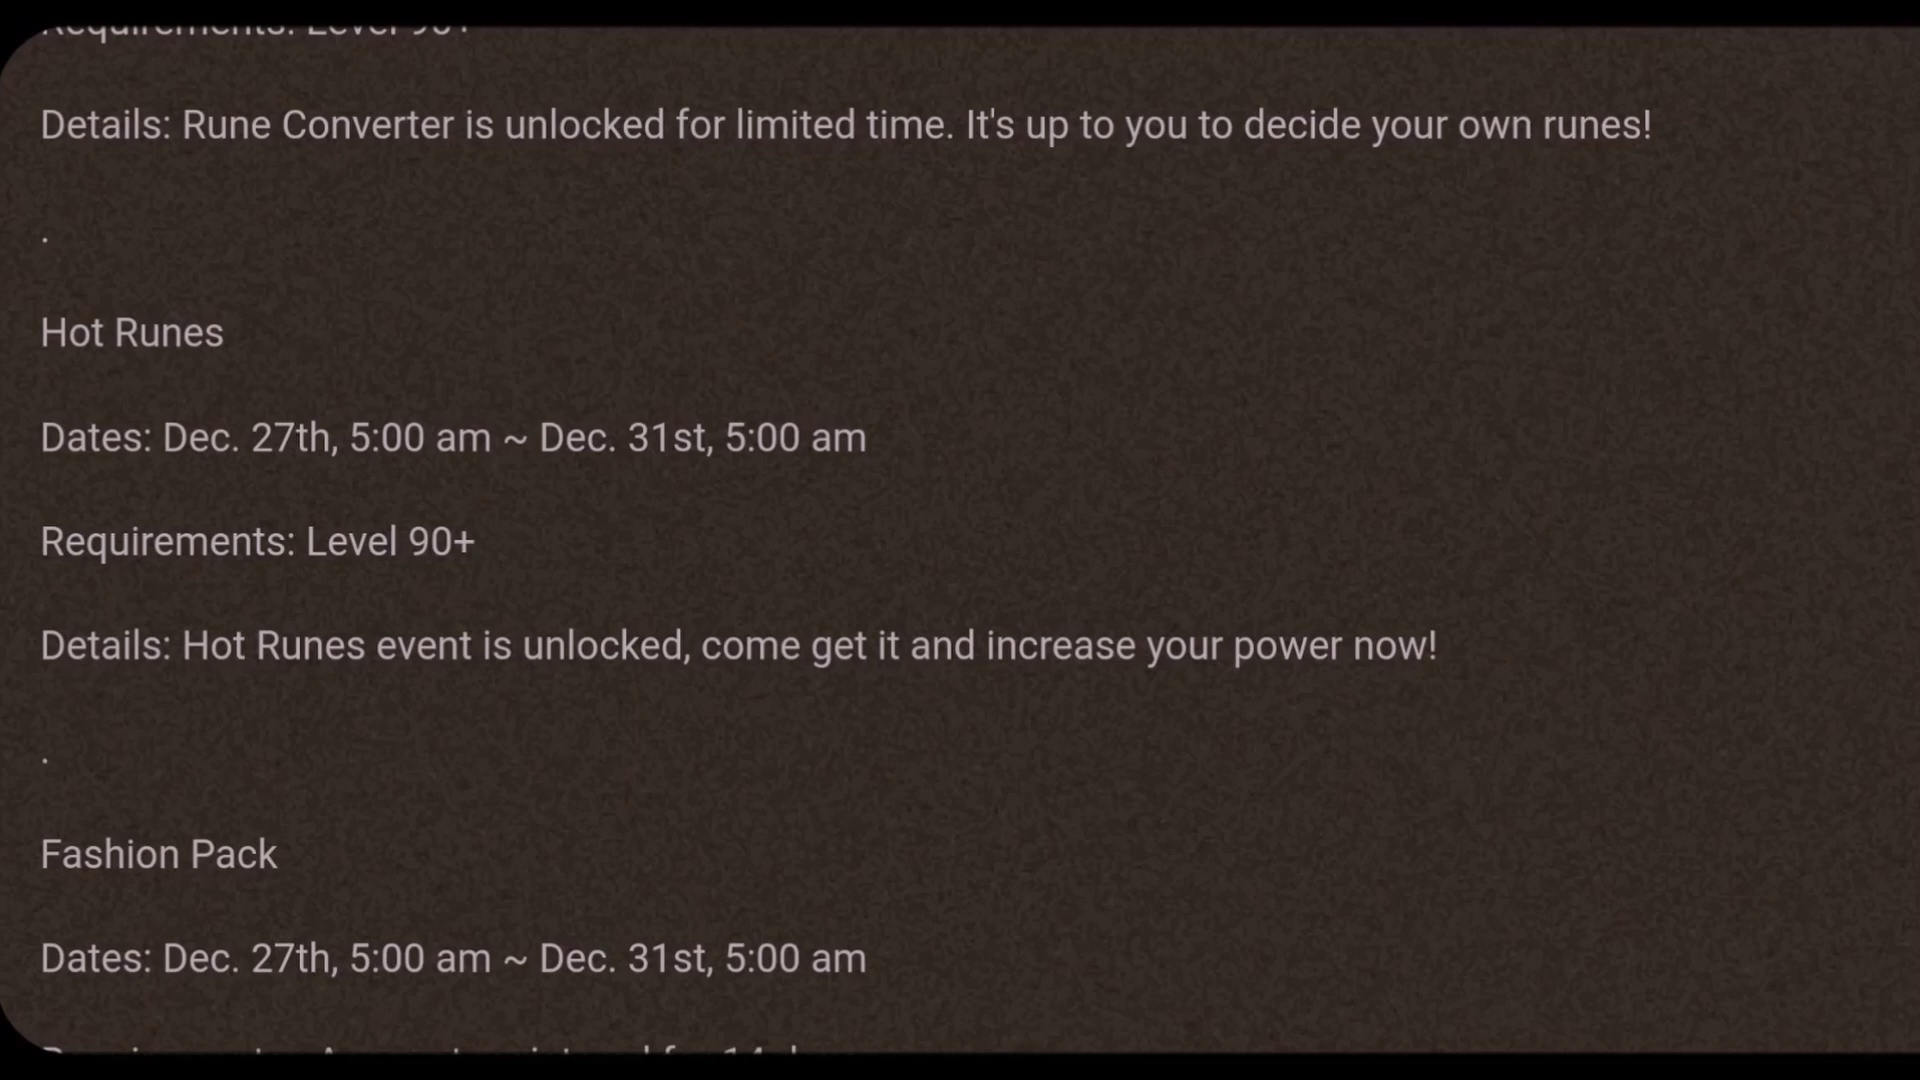 Requirements: Level 90+
Details: Rune Converter is unlocked for limited time. It's up to you to decide your own runes!
.
Hot Runes
Dates: Dec. 27th, 5:00 am ~ Dec. 31st, 5:00 am
Requirements: Level 90+
Details: Hot Runes event is unlocked, come get it and increase your power now!
.
Fashion Pack
Dates: Dec. 27th, 5:00 am ~ Dec. 31st, 5:00 am